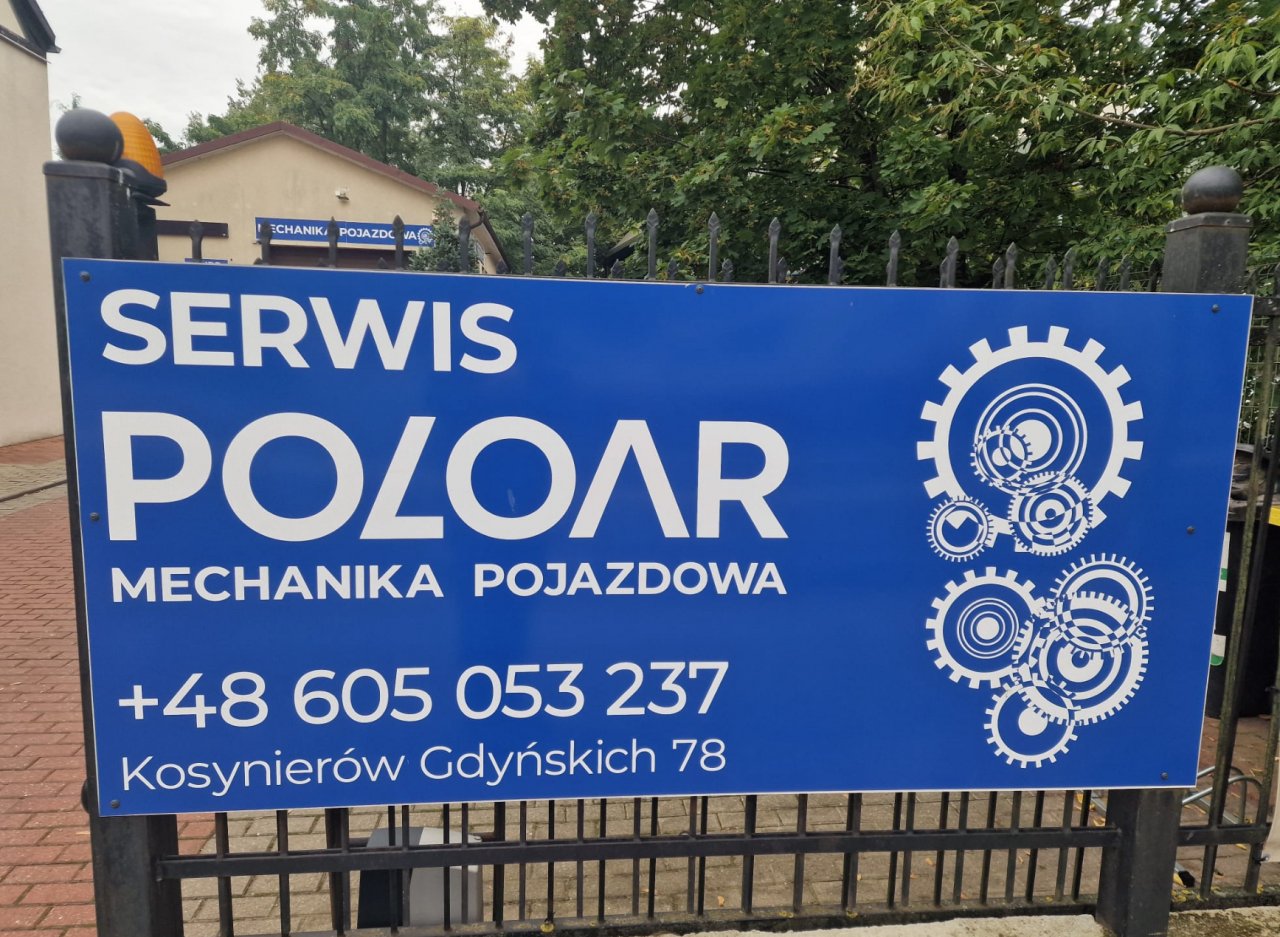 MECHANIKA POJAZDOWA
SERWIS
POLOAR
MECHANIKA POJAZDOWA
+48 605 053 237
Kosynierów Gdyńskich 78